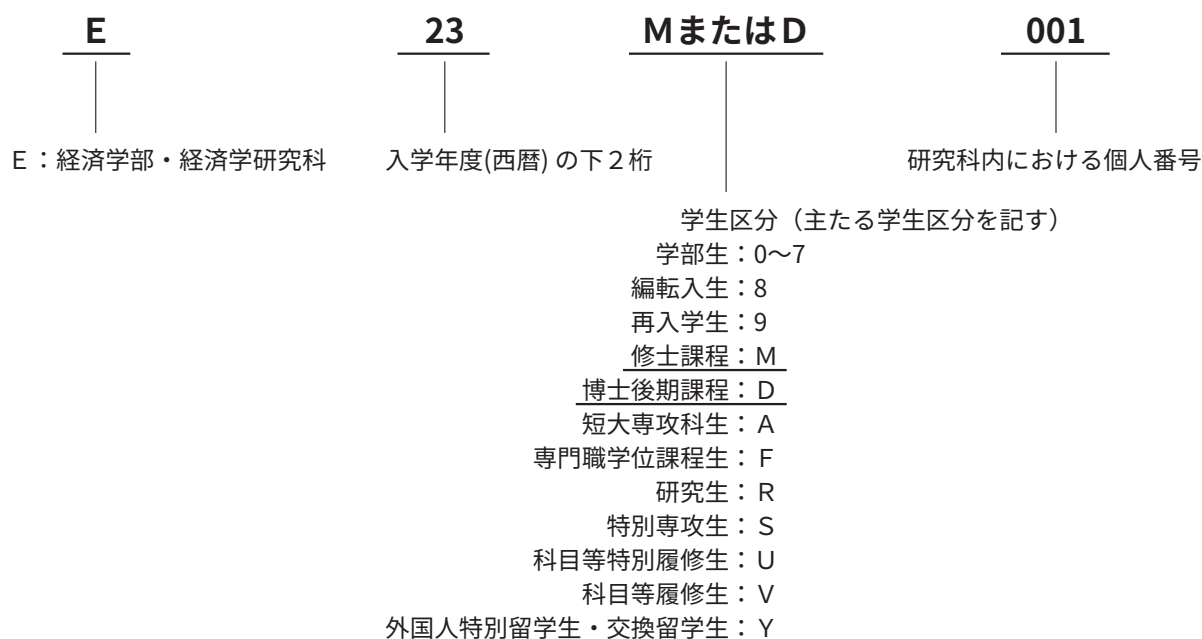 E 23 MまたはD 001
E：経済学部・経済学研究科 入学年度(西暦) の下２桁 研究科内における個人番号
学生区分（主たる学生区分を記す）
学部生：0〜7
編転入生：8
再入学生：9
修士課程：M
博士後期課程：D
短大専攻科生：A
専門職学位課程生：F
研究生：R
特別専攻生：S
科目等特別履修生：U
科目等履修生：V
外国人特別留学生・交換留学生：Y